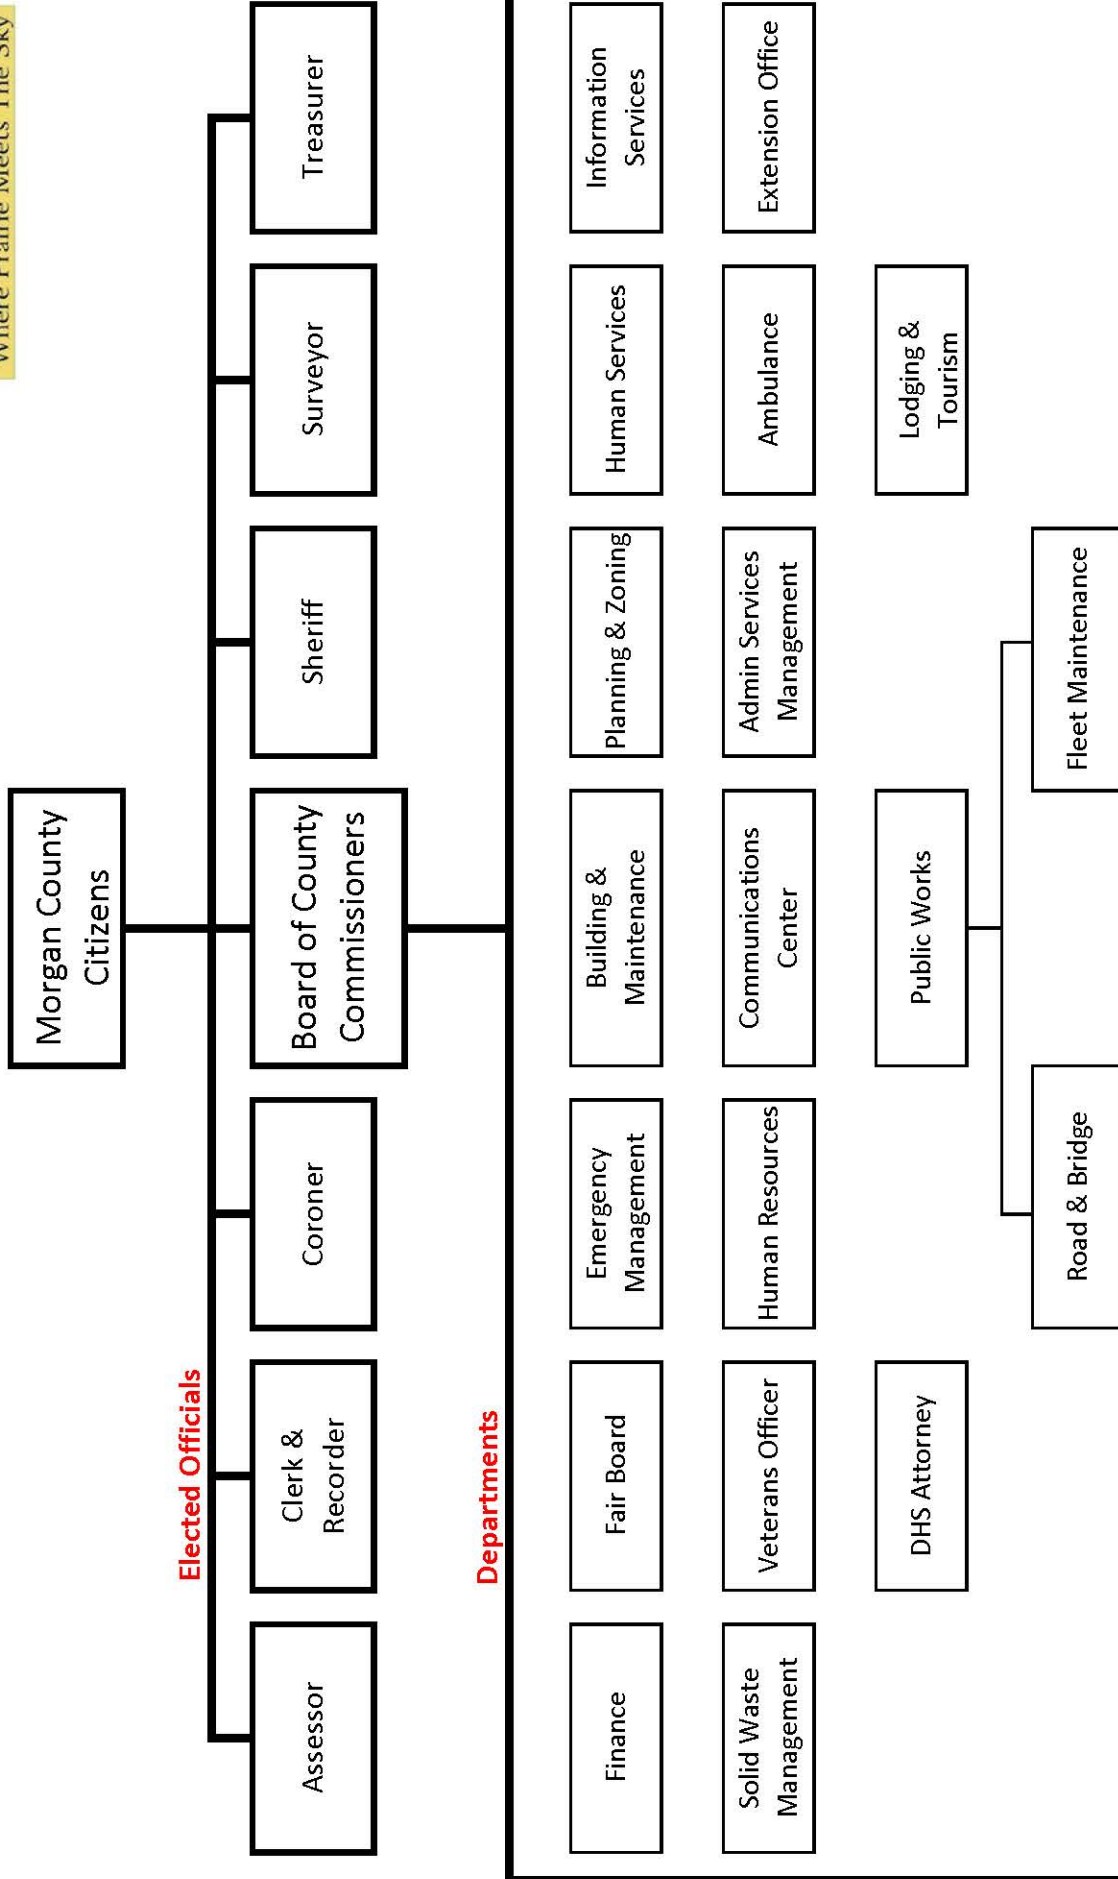 Where Prairie Meets The Sky
Morgan County
Citizens
Elected Officials
Assessor
Clerk &
Recorder
Coroner
Board of County
Commissioners
Sheriff
Surveyor
Treasurer
Departments
Finance
Fair Board
Emergency
Management
Building &
Maintenance
Planning & Zoning
Human Services
Information
Services
Solid Waste
Management
Veterans Officer
Human Resources
Communications
Center
Admin Services
Management
Ambulance
Extension Office
DHS Attorney
Public Works
Lodging &
Tourism
Road & Bridge
Fleet Maintenance